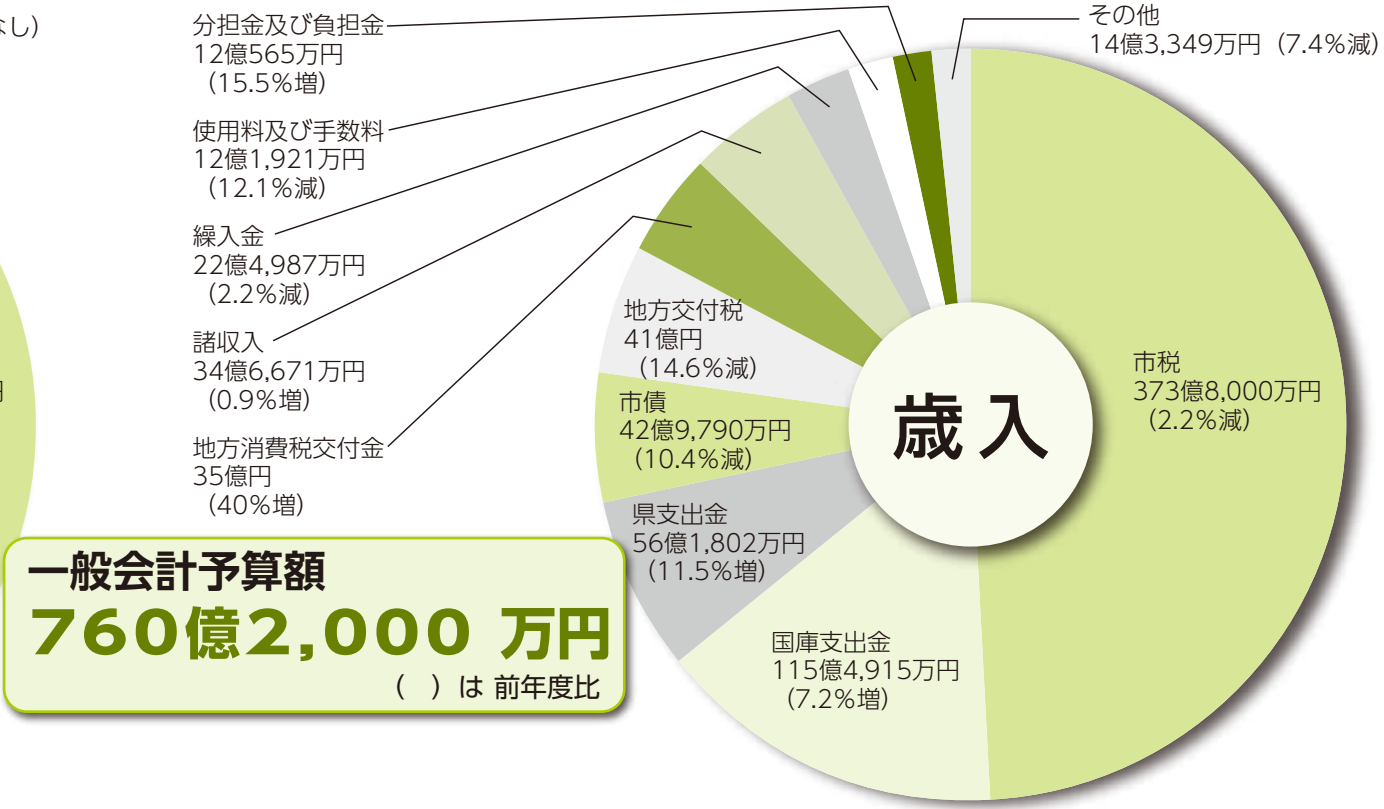 なし）
分担金及び負担金
12億565万円
（15.5%増）
使用料及び手数料
12億1,921万円
（12.1%減）
繰入金
22億4,987万円
（2.2%減）
諸収入
34億6,671万円
（0.9%増）
地方消費税交付金
35億円
（40%増）
円
その他
14億3,349万円（7.4%減）
地方交付税
41億円
（14.6%減）
市債
42億9,790万円
（10.4%減）
県支出金
56億1,802万円
（11.5%増）
国庫支出金
115億4,915万円
（7.2%増）
市税
373億8,000万円
（2.2%減）
歳入
一般会計予算額
760億2,000 万円
（　）は 前年度比